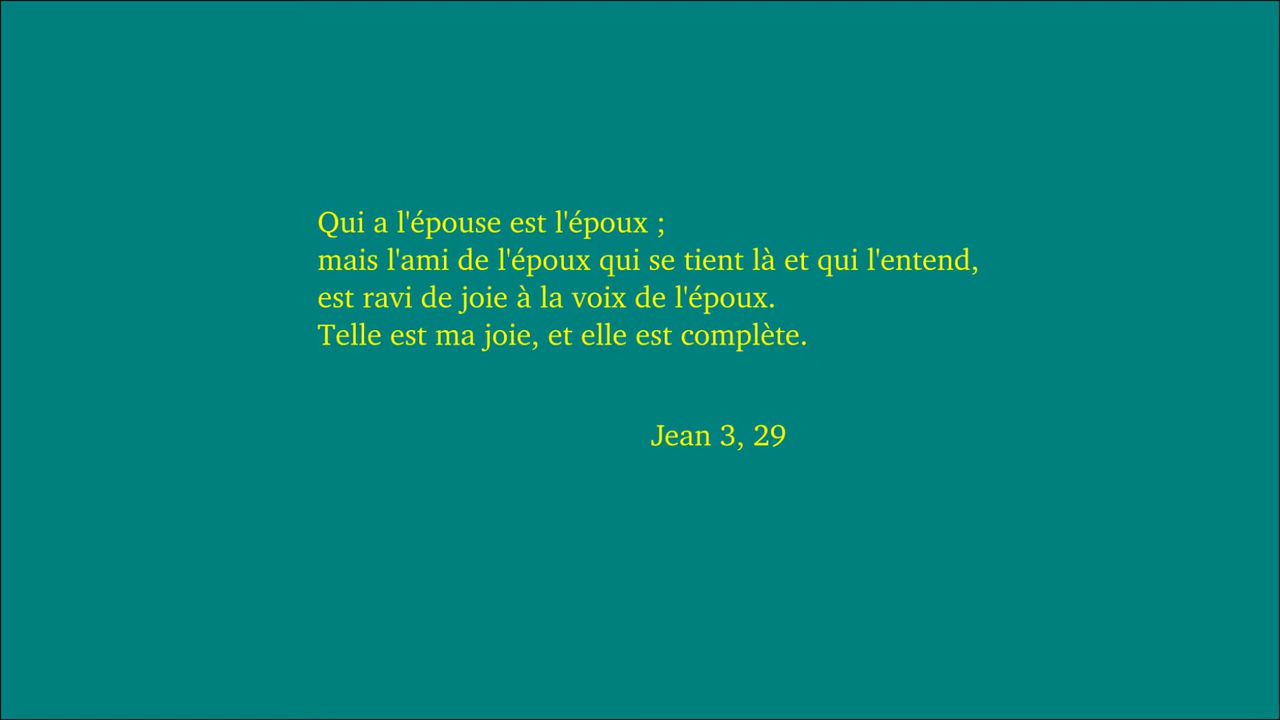 Qui a l'épouse est l'époux ;
mais l'ami de l'époux qui se tient là et qui l'entend,
est ravi de joie à la voix de l'époux.
Telle est ma joie, et elle est complète.
Jean 3, 29